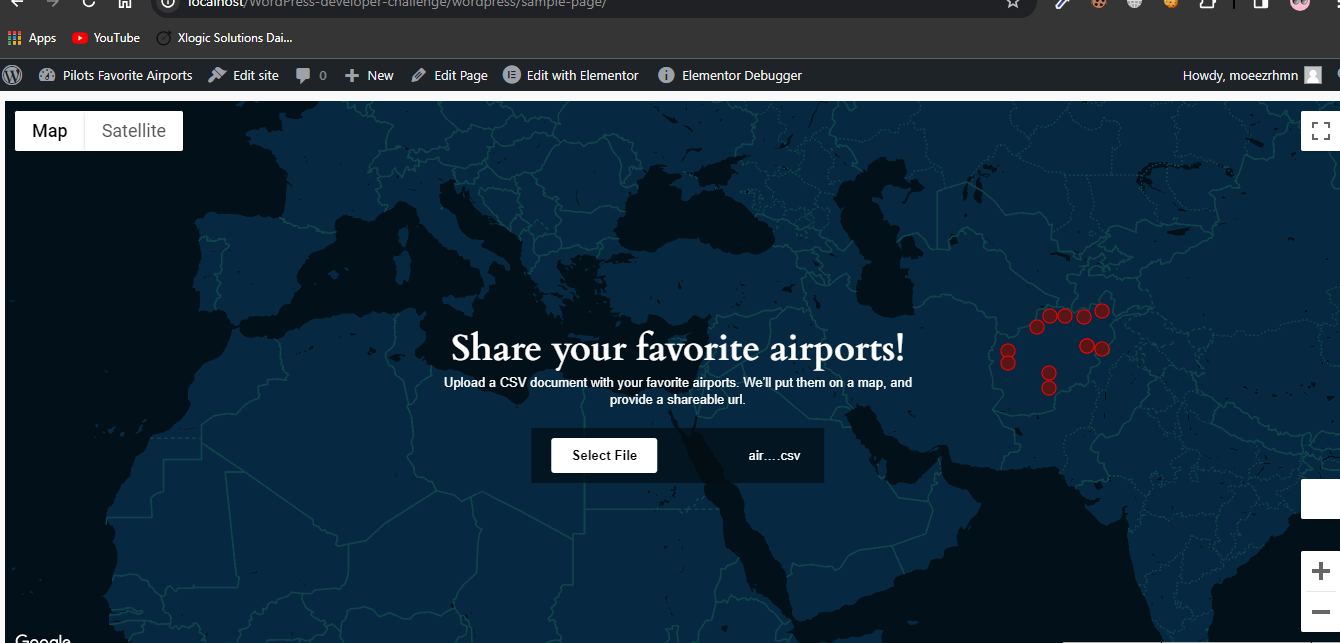 localhost/WordPress-developer-challenge/wordpress/sample-page/
Apps YouTube Xlogic Solutions Dai...
Pilots Favorite Airports Edit site 0 New Edit Page Edit with Elementor Elementor Debugger Howdy, moeezrhmn
Map Satellite
Share your favorite airports!
Upload a CSV document with your favorite airports. We'll put them on a map, and
provide a shareable url.
Select File air....csv
Google